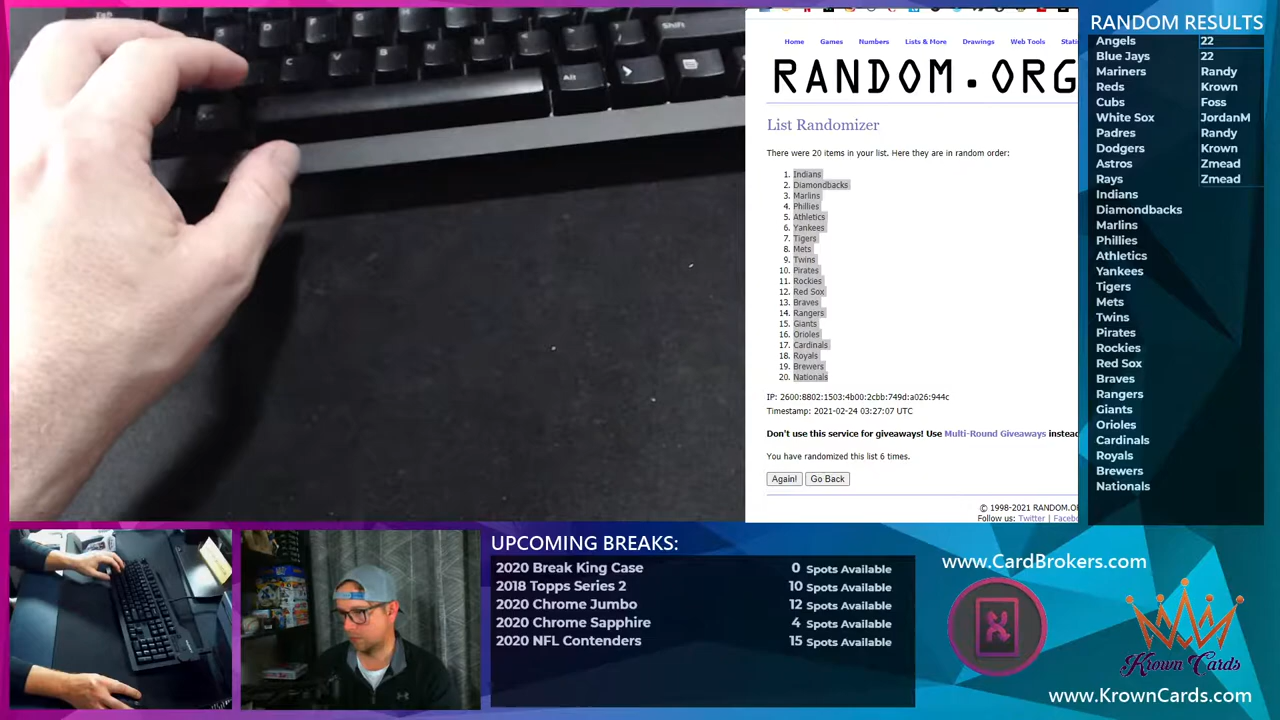 Home Games Numbers Lists & More Drawings Web Tools
RANDOM.ORG
List Randomizer
There were 20 items in your list. Here they are in random order:
1. Indians
2. Diamondbacks
3. Marlins
4. Phillies
5. Athletics
6. Yankees
7. Tigers
8. Mets
9. Twins
10. Pirates
11. Rockies
12. Red Sox
13. Braves
14. Rangers
15. Giants
16. Orioles
17. Cardinals
18. Royals
19. Brewers
20. Nationals
IP: 2600:8802:1503:4b00:2cbb:749d:a026:944c
Timestamp: 2021-02-24 03:27:07 UTC
Don't use this service for giveaways! Use Multi-Round Giveaways instead
You have randomized this list 6 times.
Again! Go Back
© 1998-2021 RANDOM.OR
Follow us: Twitter | Facebo
RANDOM RESULTS
Angels 22
Blue Jays 22
Mariners Randy
Reds Krown
Cubs Foss
White Sox JordanM
Padres Randy
Dodgers Krown
Astros Zmead
Rays Zmead
Indians
Diamondbacks
Marlins
Phillies
Athletics
Yankees
Tigers
Mets
Twins
Pirates
Rockies
Red Sox
Braves
Rangers
Giants
Orioles
Cardinals
Royals
Brewers
Nationals
Shift
Alt
UPCOMING BREAKS:
2020 Break King Case 0 Spots Available
2018 Topps Series 2 10 Spots Available
2020 Chrome Jumbo 12 Spots Available
2020 Chrome Sapphire 4 Spots Available
2020 NFL Contenders 15 Spots Available
www.CardBrokers.com
Krown Cards
www.KrownCards.com